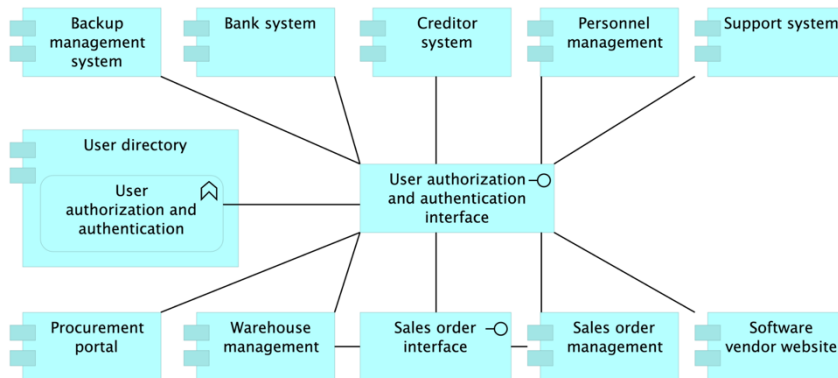 Backup
management
system
Bank system
Creditor
system
Personnel
management
Support system
User directory
User
authorization and
authentication
User authorization
and authentication
interface
Procurement
portal
Warehouse
management
Sales order
interface
Sales order
management
Software
vendor website